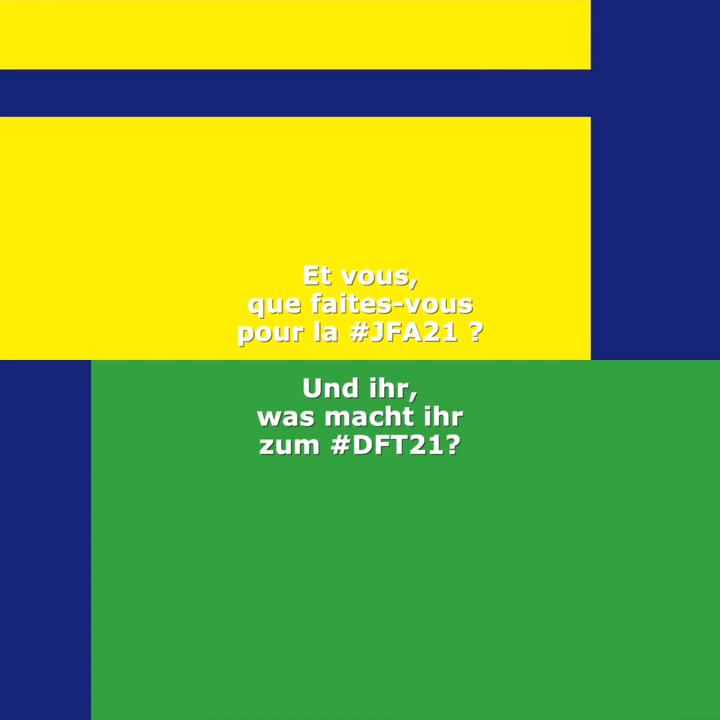 Et vous,
que faites-vous
pour la #JFA21 ?
Und ihr,
was macht ihr
zum #DFT21?